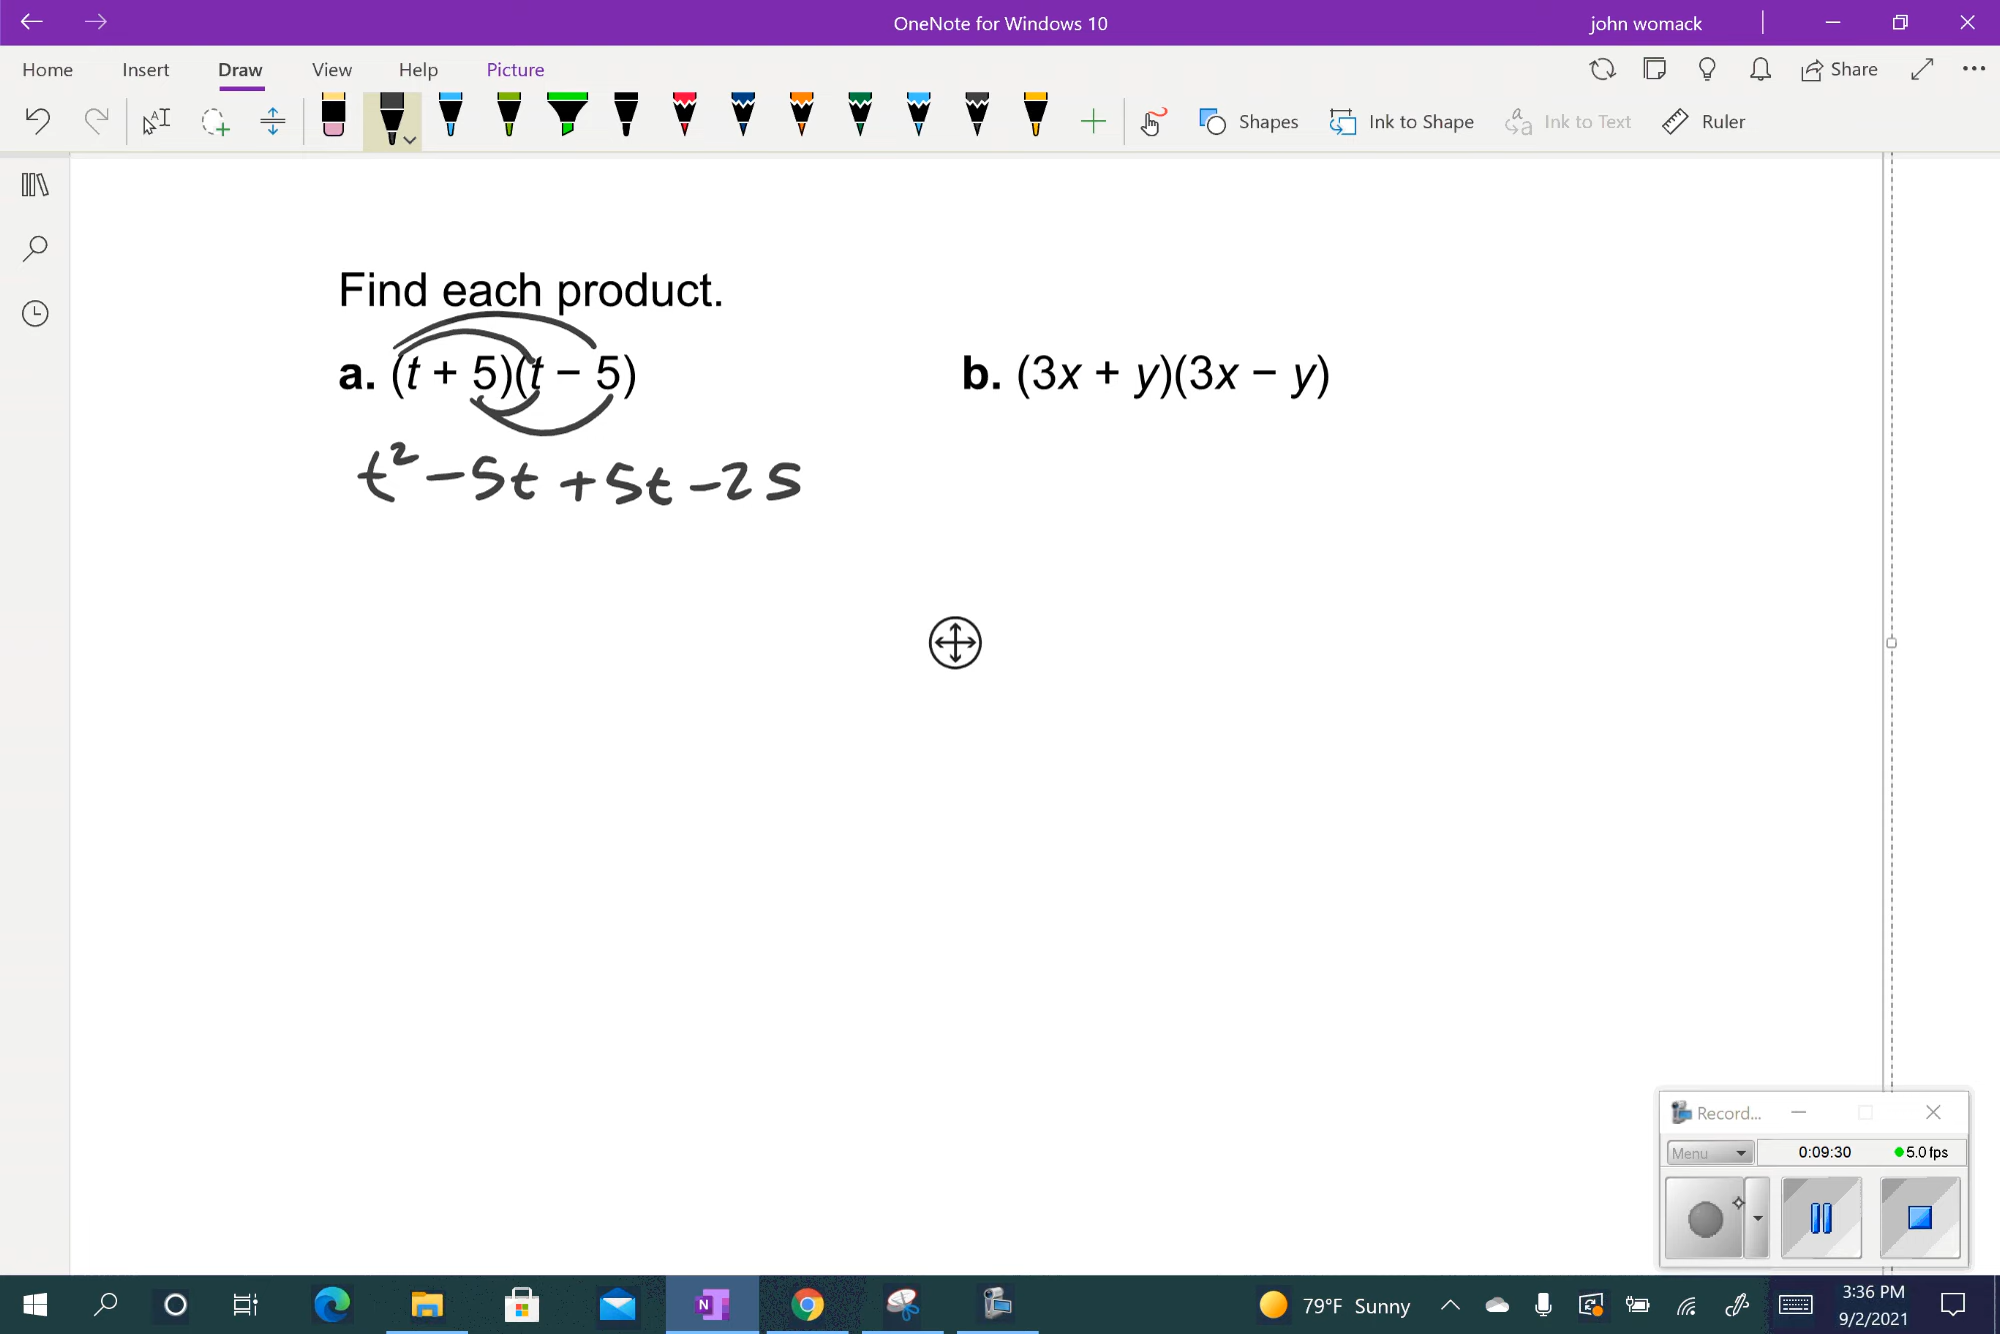 OneNote for Windows 10
john womack
Home Insert Draw View Help Picture
Share
Shapes Ink to Shape Ink to Text Ruler
Find each product.
a. (t + 5)(t − 5)
b. (3x + y)(3x − y)
t² −5t +5t −25
Record...
Menu 0:09:30 5.0 fps
79°F Sunny
3:36 PM
9/2/2021